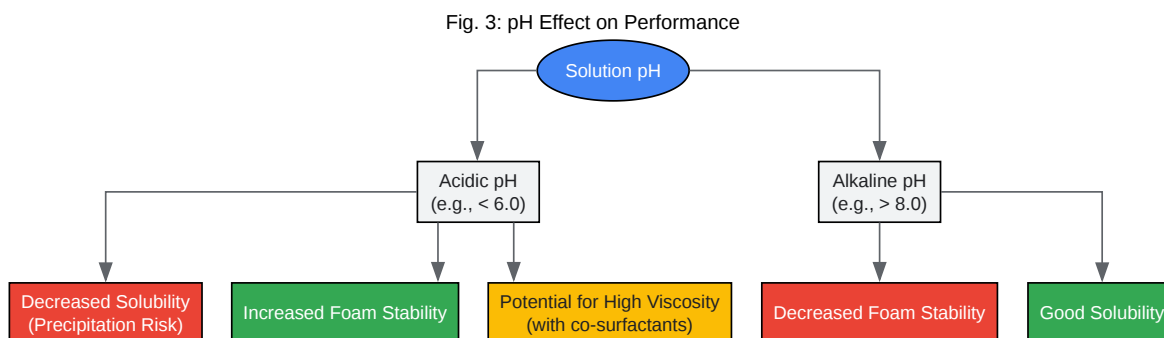 Fig. 3: pH Effect on Performance
Solution pH
Acidic pH
(e.g., < 6.0)
Alkaline pH
(e.g., > 8.0)
Decreased Solubility
(Precipitation Risk)
Increased Foam Stability
Potential for High Viscosity
(with co-surfactants)
Decreased Foam Stability
Good Solubility